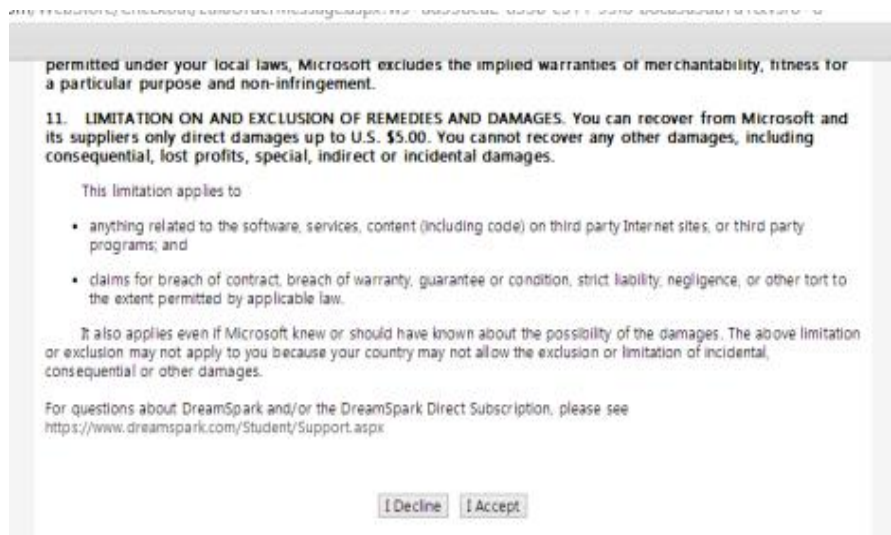 permitted under your local laws, Microsoft excludes the implied warranties of merchantability, fitness for
a particular purpose and non-infringement.
11. LIMITATION ON AND EXCLUSION OF REMEDIES AND DAMAGES. You can recover from Microsoft and
its suppliers only direct damages up to U.S. $5.00. You cannot recover any other damages, including
consequential, lost profits, special, indirect or incidental damages.
This limitation applies to
• anything related to the software, services, content (including code) on third party Internet sites, or third party
programs; and
• claims for breach of contract, breach of warranty, guarantee or condition, strict liability, negligence, or other tort to
the extent permitted by applicable law.
It also applies even if Microsoft knew or should have known about the possibility of the damages. The above limitation
or exclusion may not apply to you because your country may not allow the exclusion or limitation of incidental,
consequential or other damages.
For questions about DreamSpark and/or the DreamSpark Direct Subscription, please see
https://www.dreamspark.com/Student/Support.aspx
I Decline I Accept